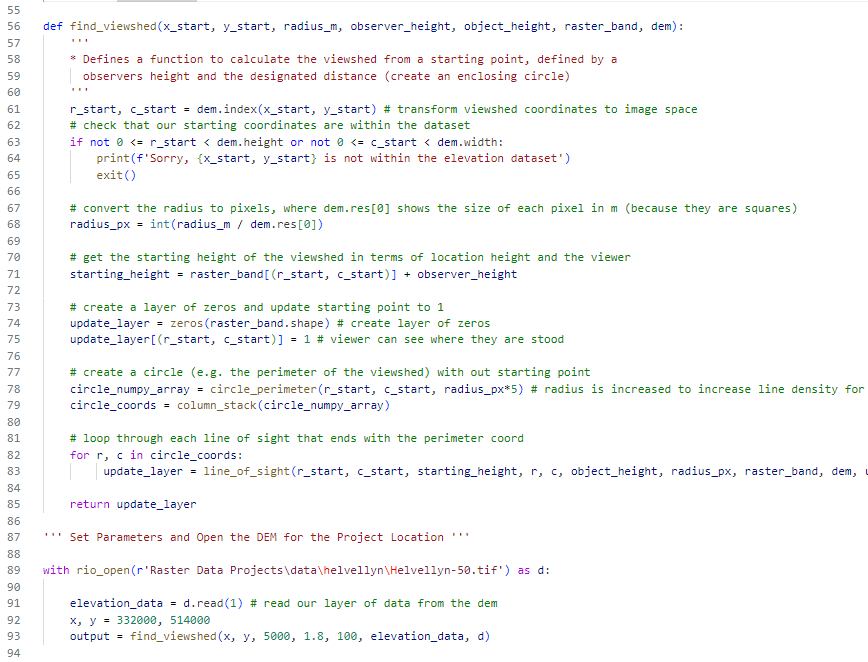 55
56 def find_viewshed(x_start, y_start, radius_m, observer_height, object_height, raster_band, dem):
57     '''
58     * Defines a function to calculate the viewshed from a starting point, defined by a
59       observers height and the designated distance (create an enclosing circle)
60     '''
61     r_start, c_start = dem.index(x_start, y_start) # transform viewshed coordinates to image space
62     # check that our starting coordinates are within the dataset
63     if not 0 <= r_start < dem.height or not 0 <= c_start < dem.width:
64         print(f'Sorry, {x_start, y_start} is not within the elevation dataset')
65         exit()
66
67     # convert the radius to pixels, where dem.res[0] shows the size of each pixel in m (because they are squares)
68     radius_px = int(radius_m / dem.res[0])
69
70     # get the starting height of the viewshed in terms of location height and the viewer
71     starting_height = raster_band[(r_start, c_start)] + observer_height
72
73     # create a layer of zeros and update starting point to 1
74     update_layer = zeros(raster_band.shape) # create layer of zeros
75     update_layer[(r_start, c_start)] = 1 # viewer can see where they are stood
76
77     # create a circle (e.g. the perimeter of the viewshed) with out starting point
78     circle_numpy_array = circle_perimeter(r_start, c_start, radius_px*5) # radius is increased to increase line density for
79     circle_coords = column_stack(circle_numpy_array)
80
81     # loop through each line of sight that ends with the perimeter coord
82     for r, c in circle_coords:
83          update_layer = line_of_sight(r_start, c_start, starting_height, r, c, object_height, radius_px, raster_band, dem,
84
85     return update_layer
86
87 ''' Set Parameters and Open the DEM for the Project Location '''
88
89 with rio_open(r'Raster Data Projects\data\helvellyn\Helvellyn-50.tif') as d:
90
91     elevation_data = d.read(1) # read our layer of data from the dem
92     x, y = 332000, 514000
93     output = find_viewshed(x, y, 5000, 1.8, 100, elevation_data, d)
94